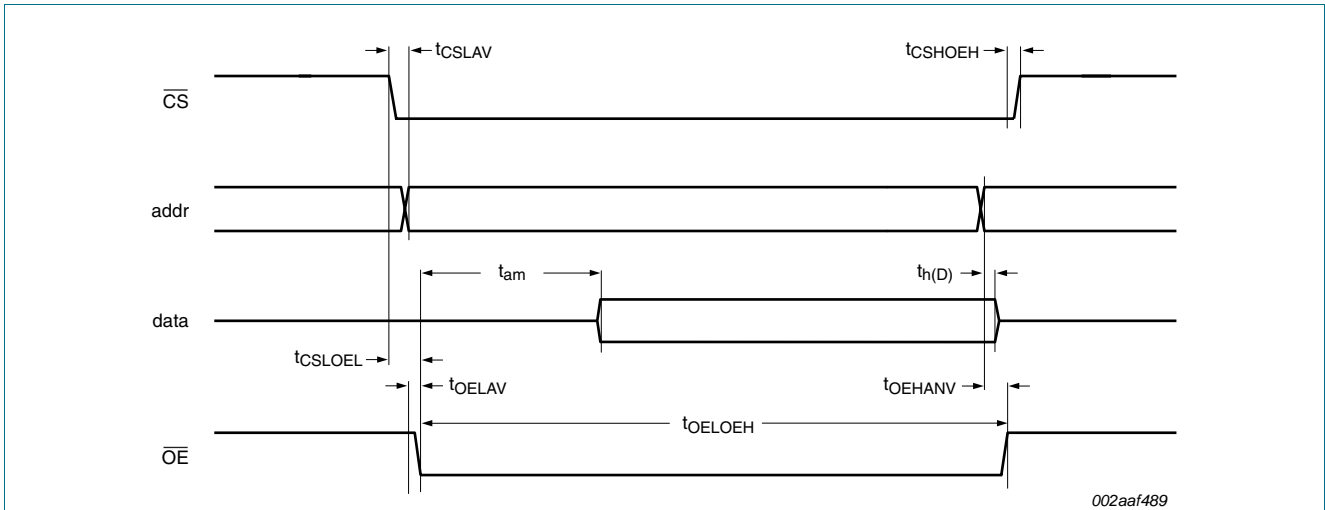 tCSLAV
tCSHOEH
CS
addr
tam
th(D)
data
tCSLOEL
tOELAV
tOEHANV
tOELOEH
OE
002aaf489